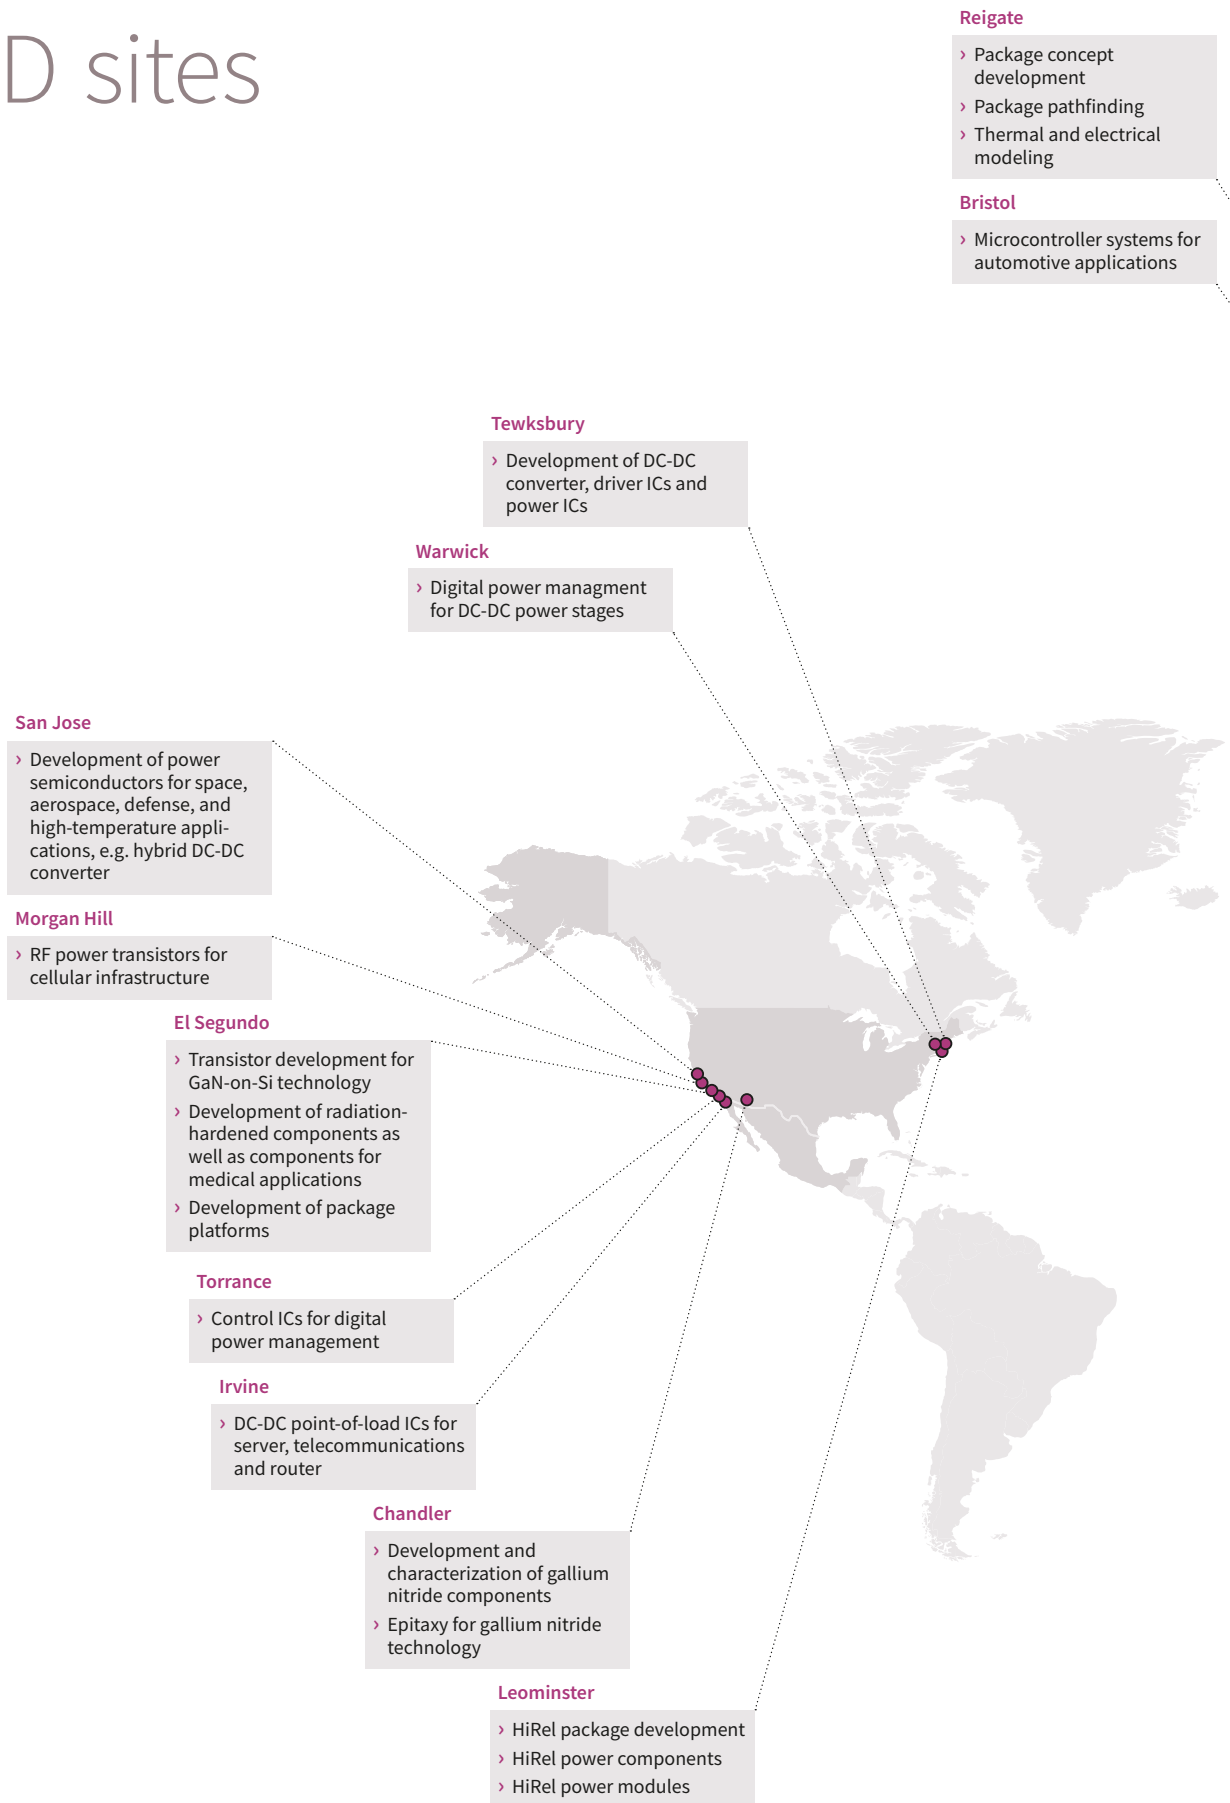 D sites
Reigate
› Package concept
development
› Package pathfinding
› Thermal and electrical
modeling
Bristol
› Microcontroller systems for
automotive applications
Tewksbury
› Development of DC-DC
converter, driver ICs and
power ICs
Warwick
› Digital power managment
for DC-DC power stages
San Jose
› Development of power
semiconductors for space,
aerospace, defense, and
high-temperature appli-
cations, e.g. hybrid DC-DC
converter
Morgan Hill
› RF power transistors for
cellular infrastructure
El Segundo
› Transistor development for
GaN-on-Si technology
› Development of radiation-
hardened components as
well as components for
medical applications
› Development of package
platforms
Torrance
› Control ICs for digital
power management
Irvine
› DC-DC point-of-load ICs for
server, telecommunications
and router
Chandler
› Development and
characterization of gallium
nitride components
› Epitaxy for gallium nitride
technology
Leominster
› HiRel package development
› HiRel power components
› HiRel power modules